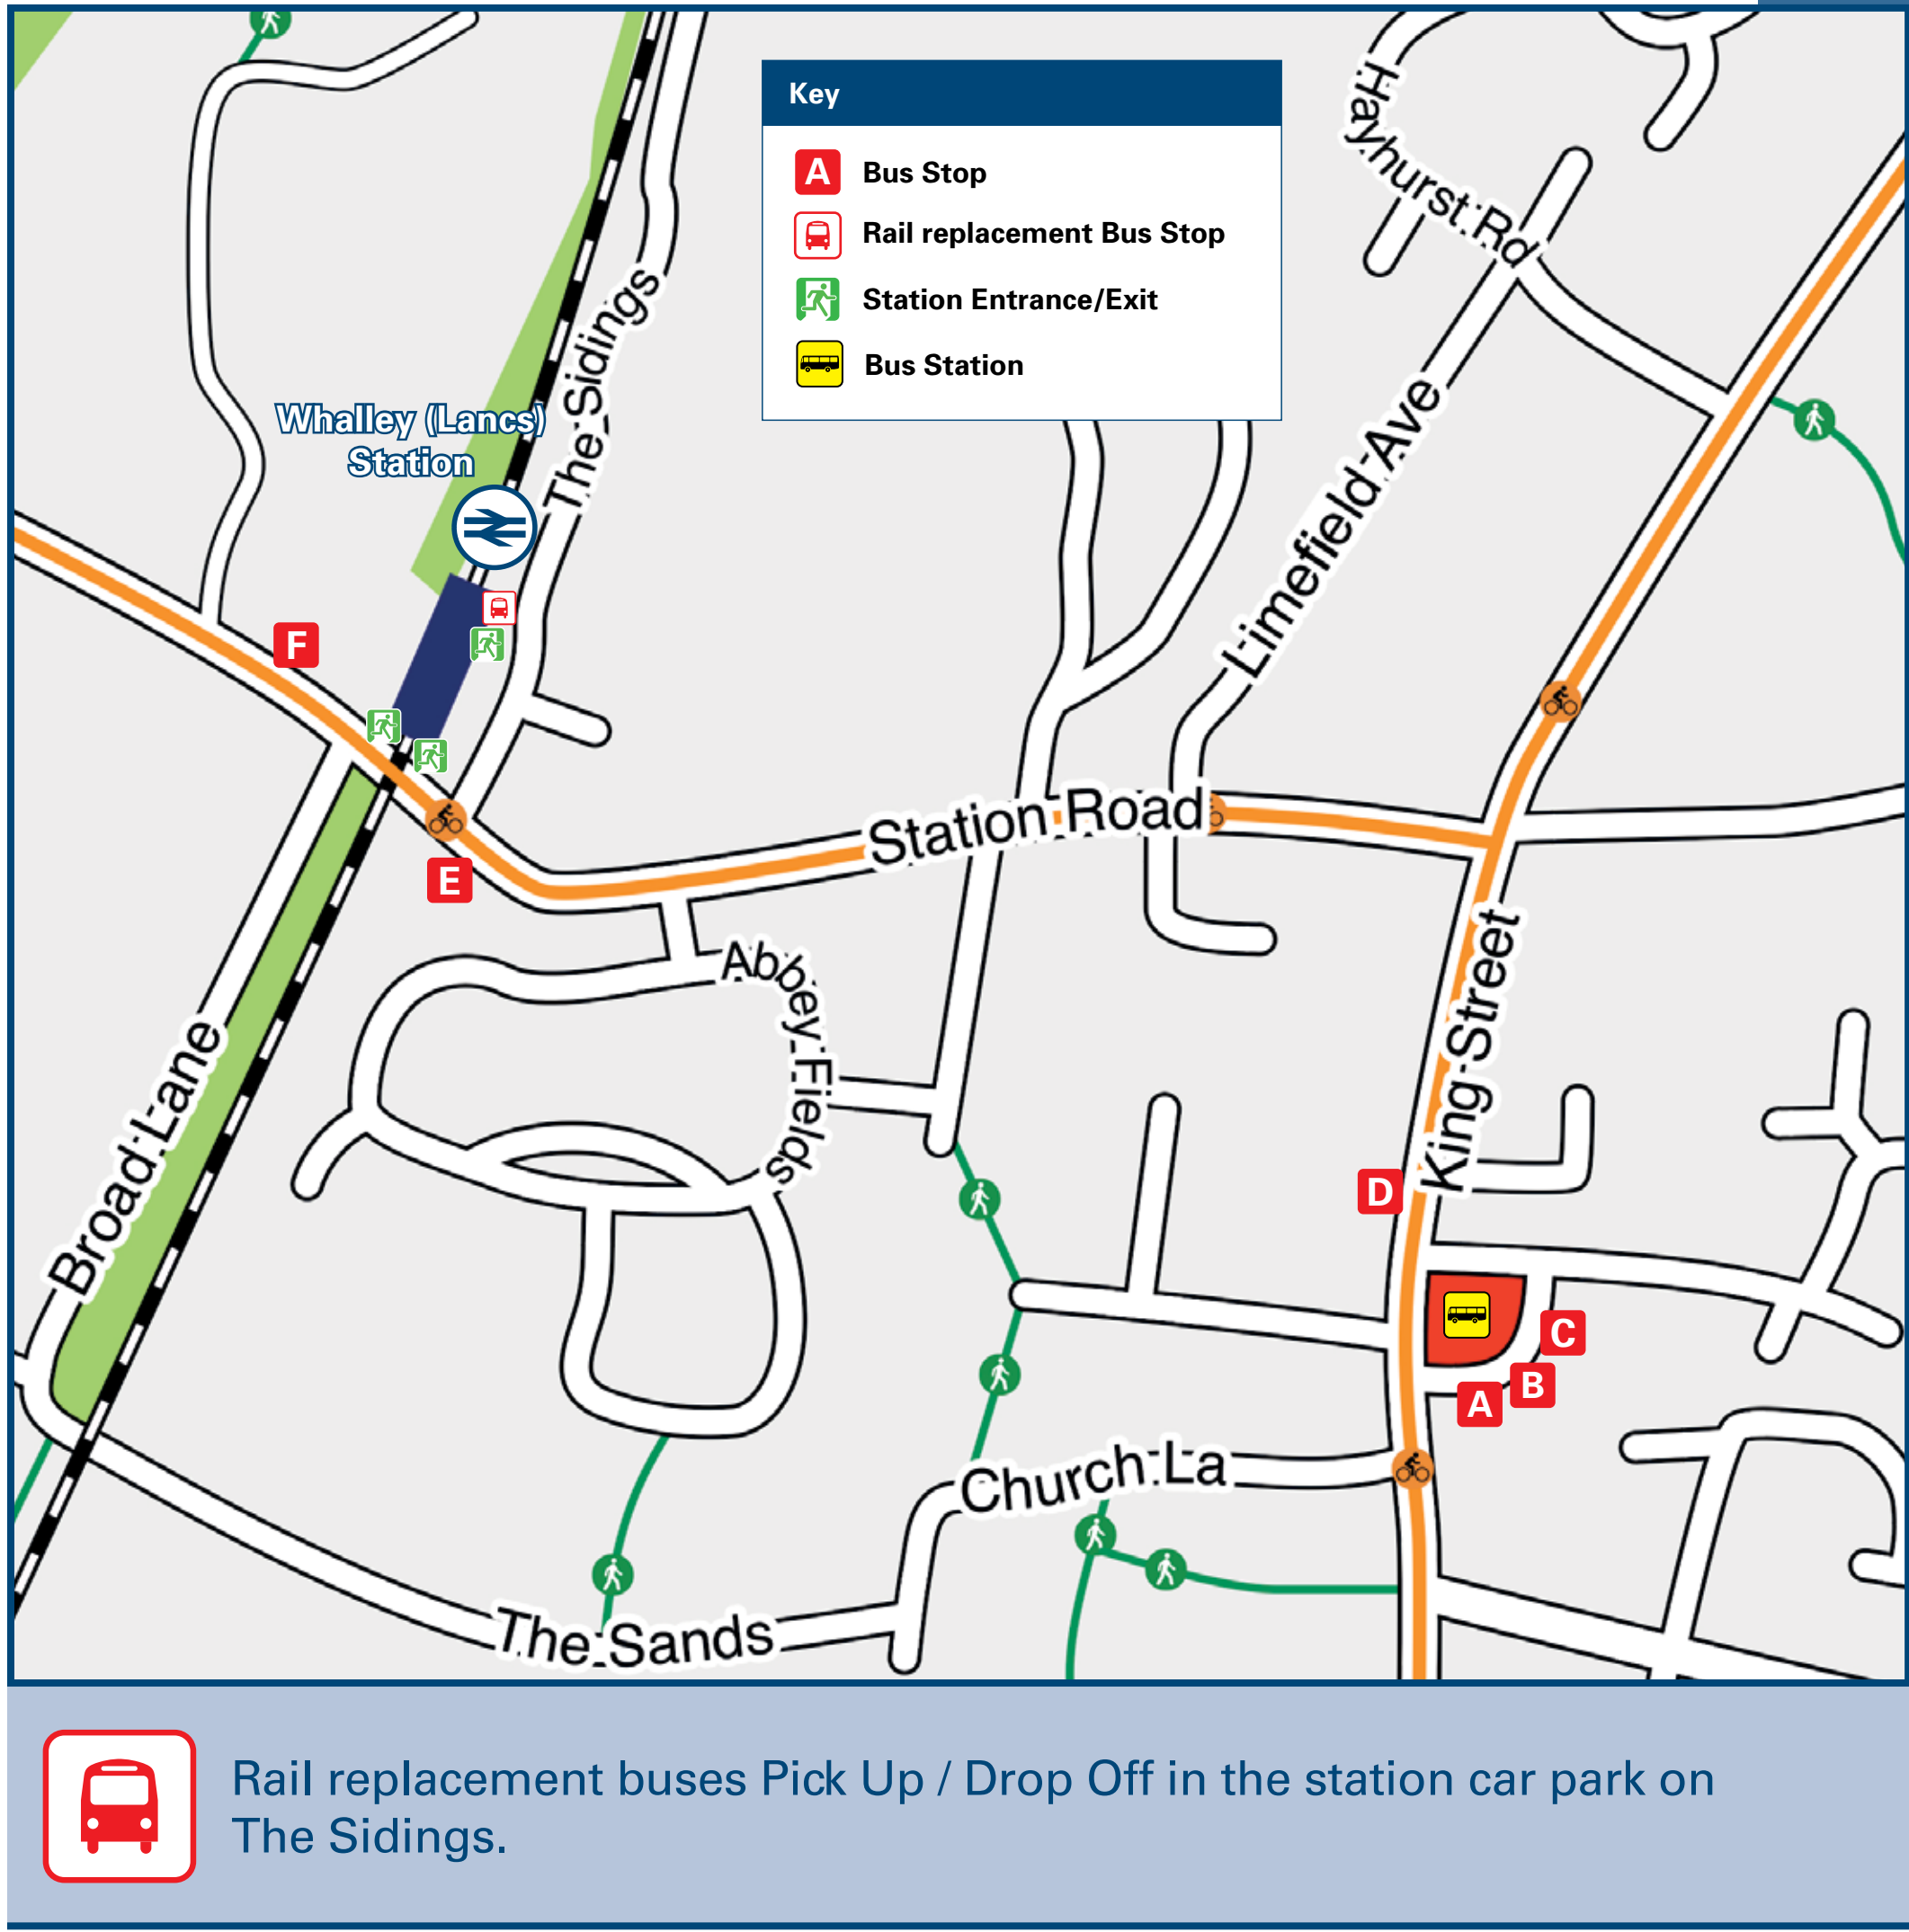 Key
A Bus Stop
Rail replacement Bus Stop
Station Entrance/Exit
Bus Station
Hayhurst Rd
The Sidings
Whalley (Lancs)
Station
Limefield Ave
F
E
Station Road
Abbey Fields
King Street
Broad Lane
D
C
B
A
Church La
The Sands
Rail replacement buses Pick Up / Drop Off in the station car park on
The Sidings.